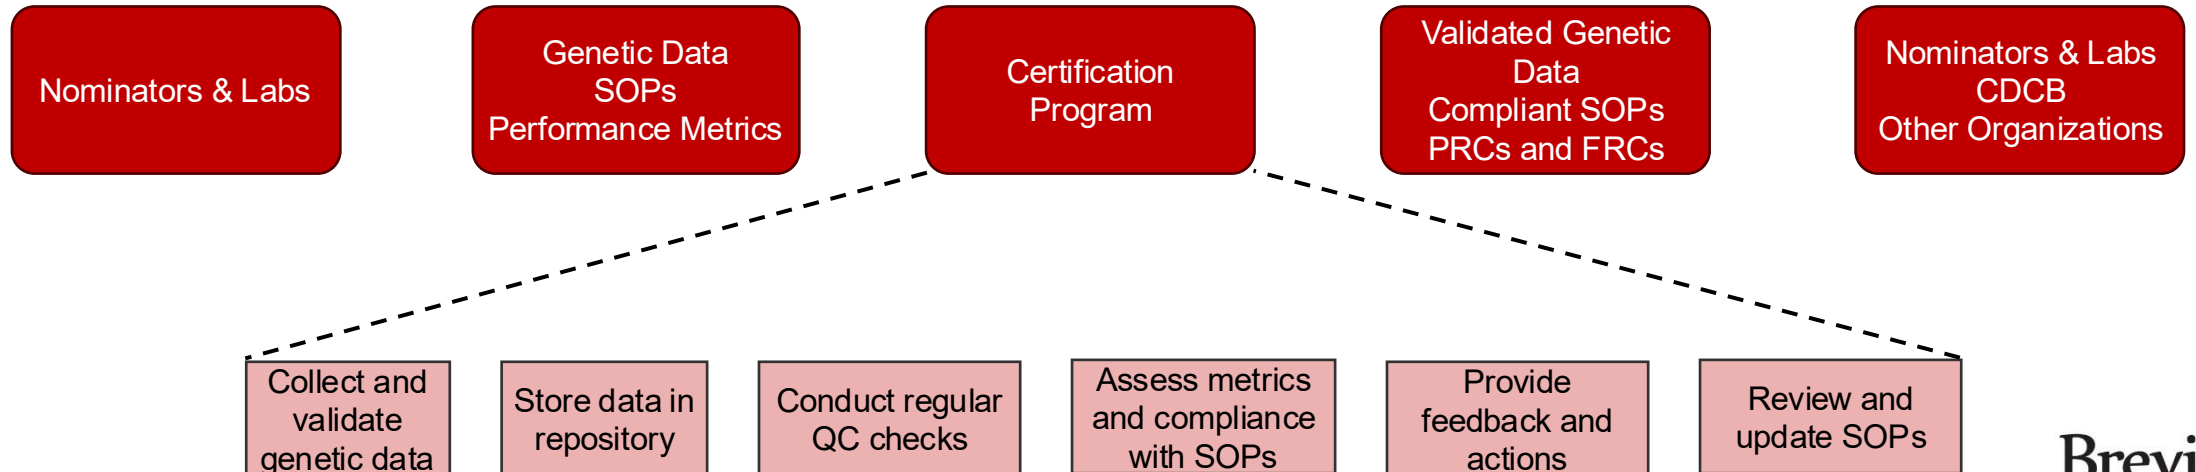 Nominators & Labs
Genetic Data
SOPs
Performance Metrics
Certification
Program
Validated Genetic
Data
Compliant SOPs
PRCs and FRCs
Nominators & Labs
CDCB
Other Organizations
Collect and
validate
genetic data
Store data in
repository
Conduct regular
QC checks
Assess metrics
and compliance
with SOPs
Provide
feedback and
actions
Review and
update SOPs